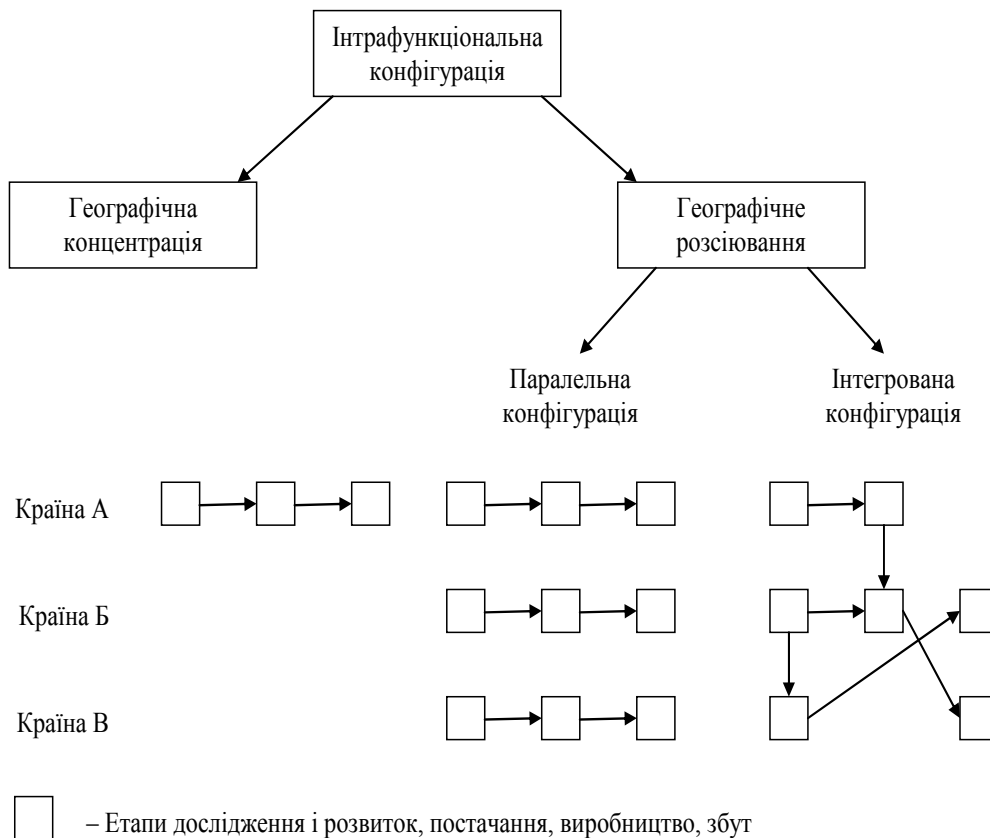 Інтрафункціональна
конфігурація
Географічна
концентрація
Географічне
розсіювання
Паралельна
конфігурація
Інтегрована
конфігурація
Країна А
Країна Б
Країна В
– Етапи дослідження і розвиток, постачання, виробництво, збут